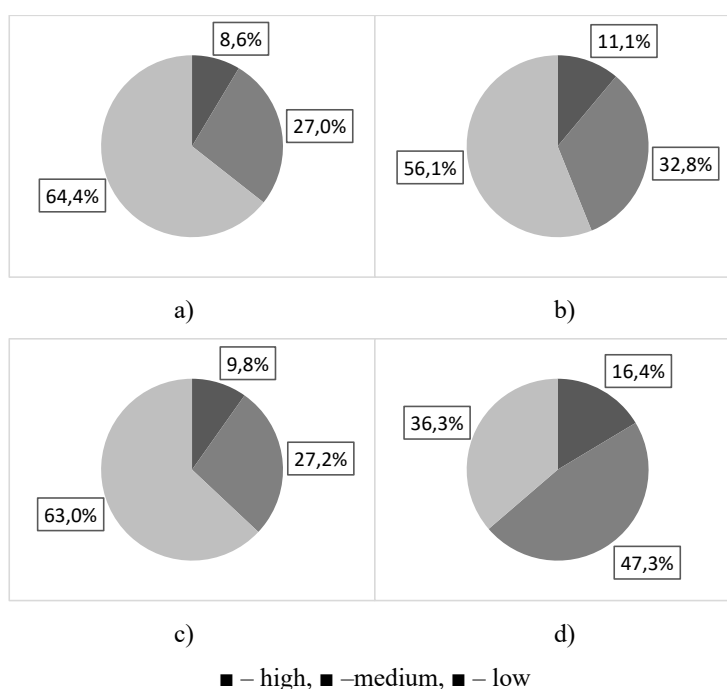 8,6%
27,0%
64,4%
11,1%
32,8%
56,1%
a)
b)
9,8%
27,2%
63,0%
16,4%
36,3%
47,3%
c)
d)
■ – high, ■ –medium, ■ – low